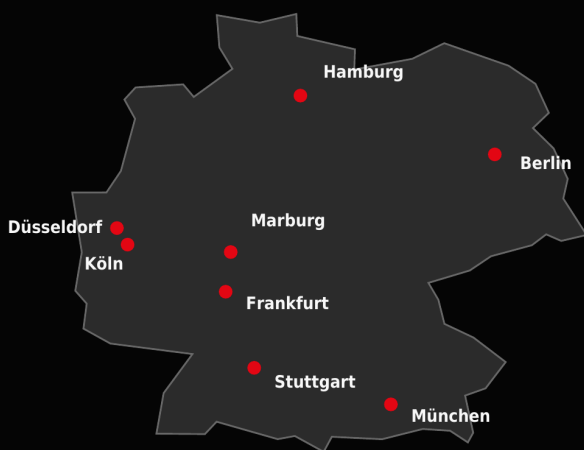 Hamburg
Berlin
Marburg
Düsseldorf
Köln
Frankfurt
Stuttgart
München